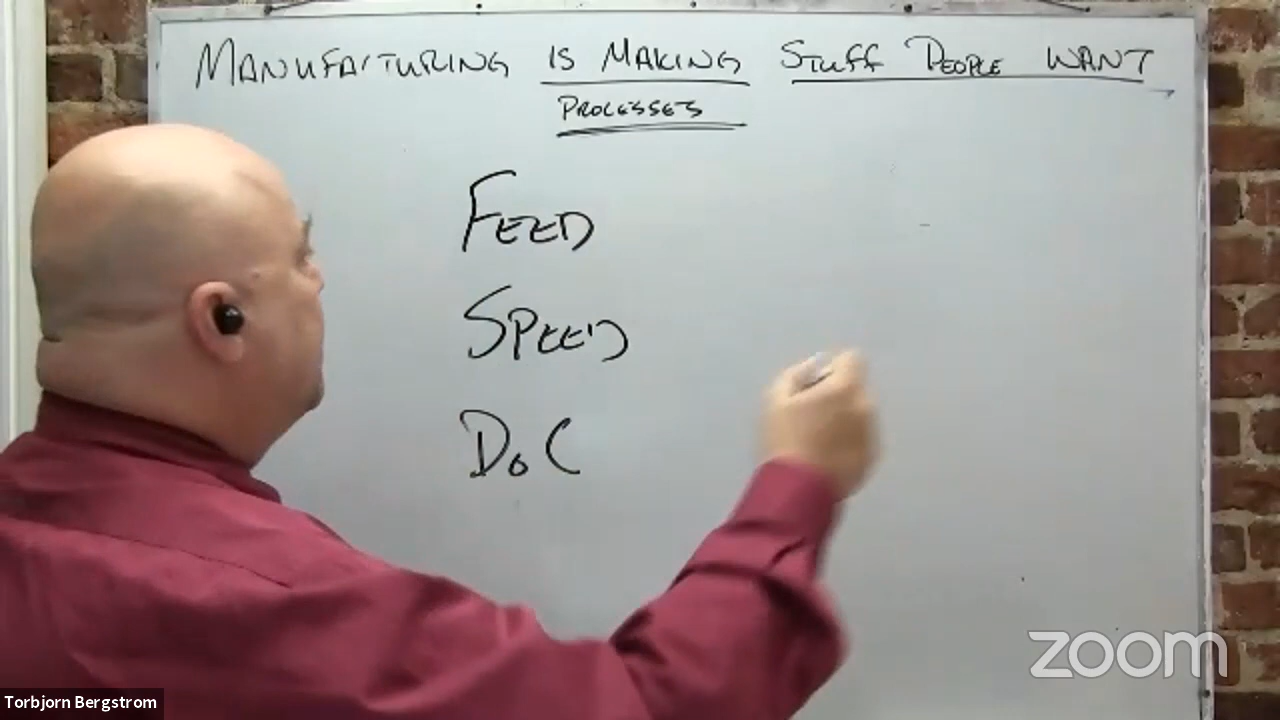 MANUFACTURING IS MAKING STUFF PEOPLE WANT
PROCESSES
FEED
SPEED
DoC
zoom
Torbjorn Bergstrom